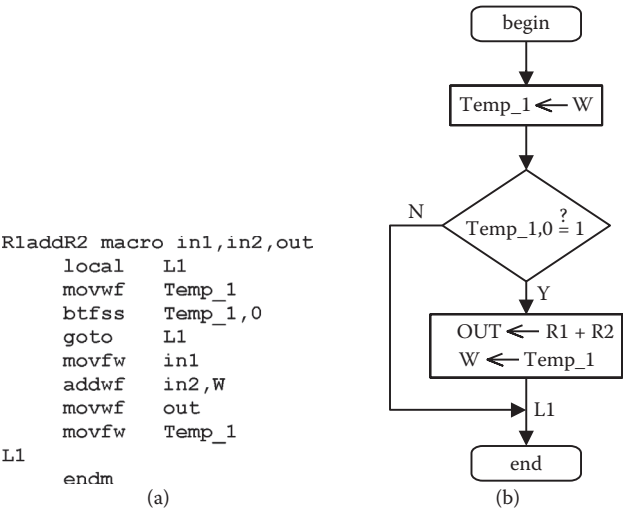 R1addR2 macro in1,in2,out
local L1
movwf Temp_1
btfss Temp_1,0
goto L1
movfw in1
addwf in2,W
movwf out
movfw Temp_1
L1
endm
(a)
begin
Temp_1 ← W
N
Temp_1,0 ≟ 1
Y
OUT ← R1 + R2
W ← Temp_1
L1
end
(b)